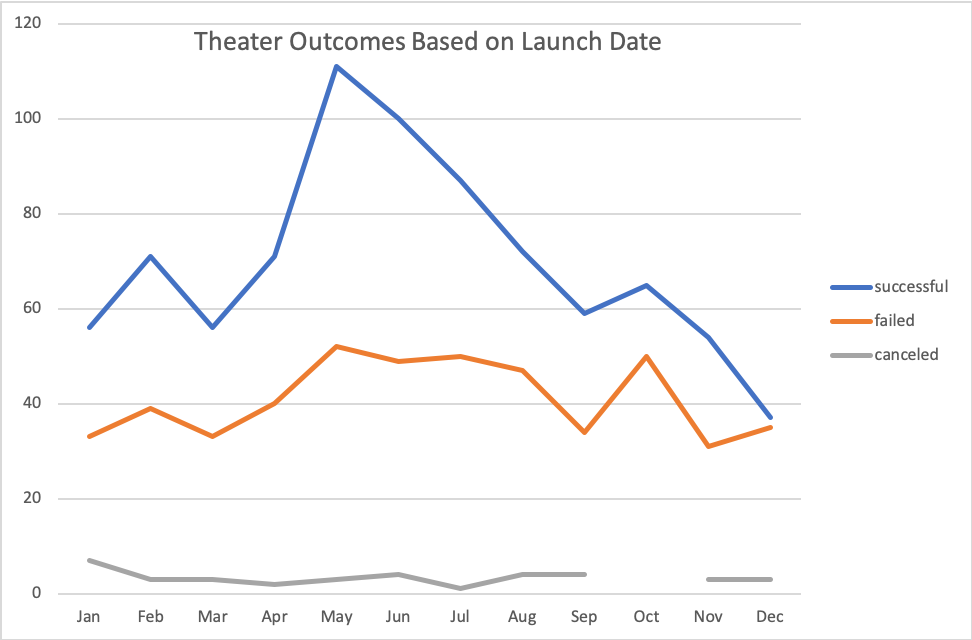 Theater Outcomes Based on Launch Date
120
100
80
60
40
20
0
Jan Feb Mar Apr May Jun Jul Aug Sep Oct Nov Dec
successful
failed
canceled